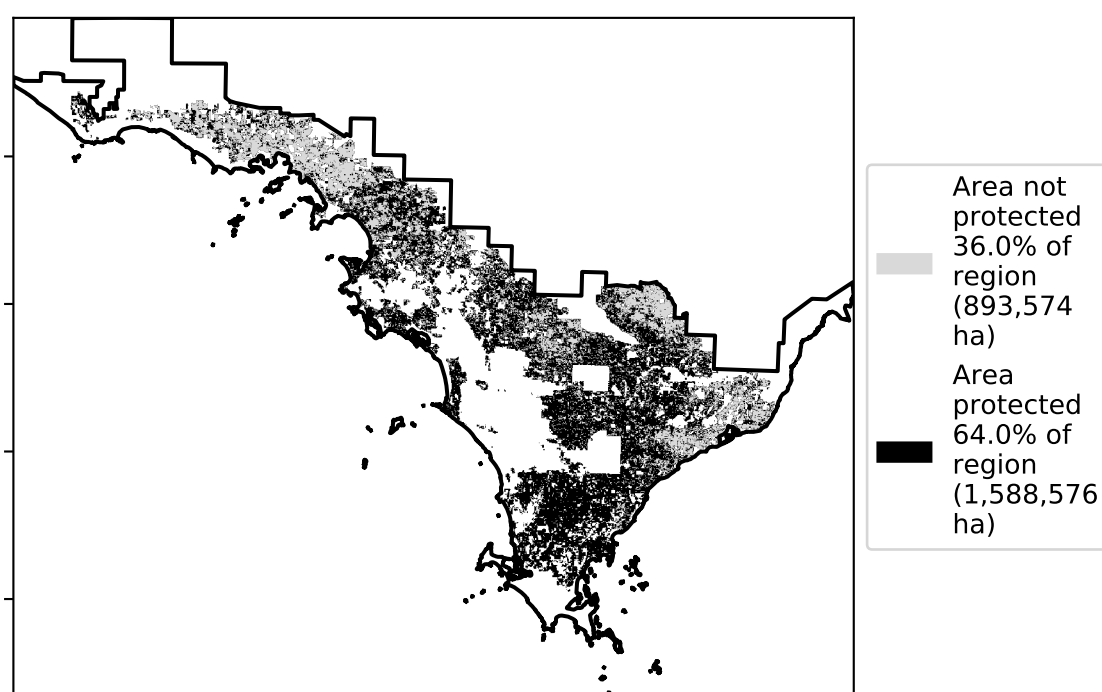 Area not
protected
36.0% of
region
(893,574
ha)
Area
protected
64.0% of
region
(1,588,576
ha)